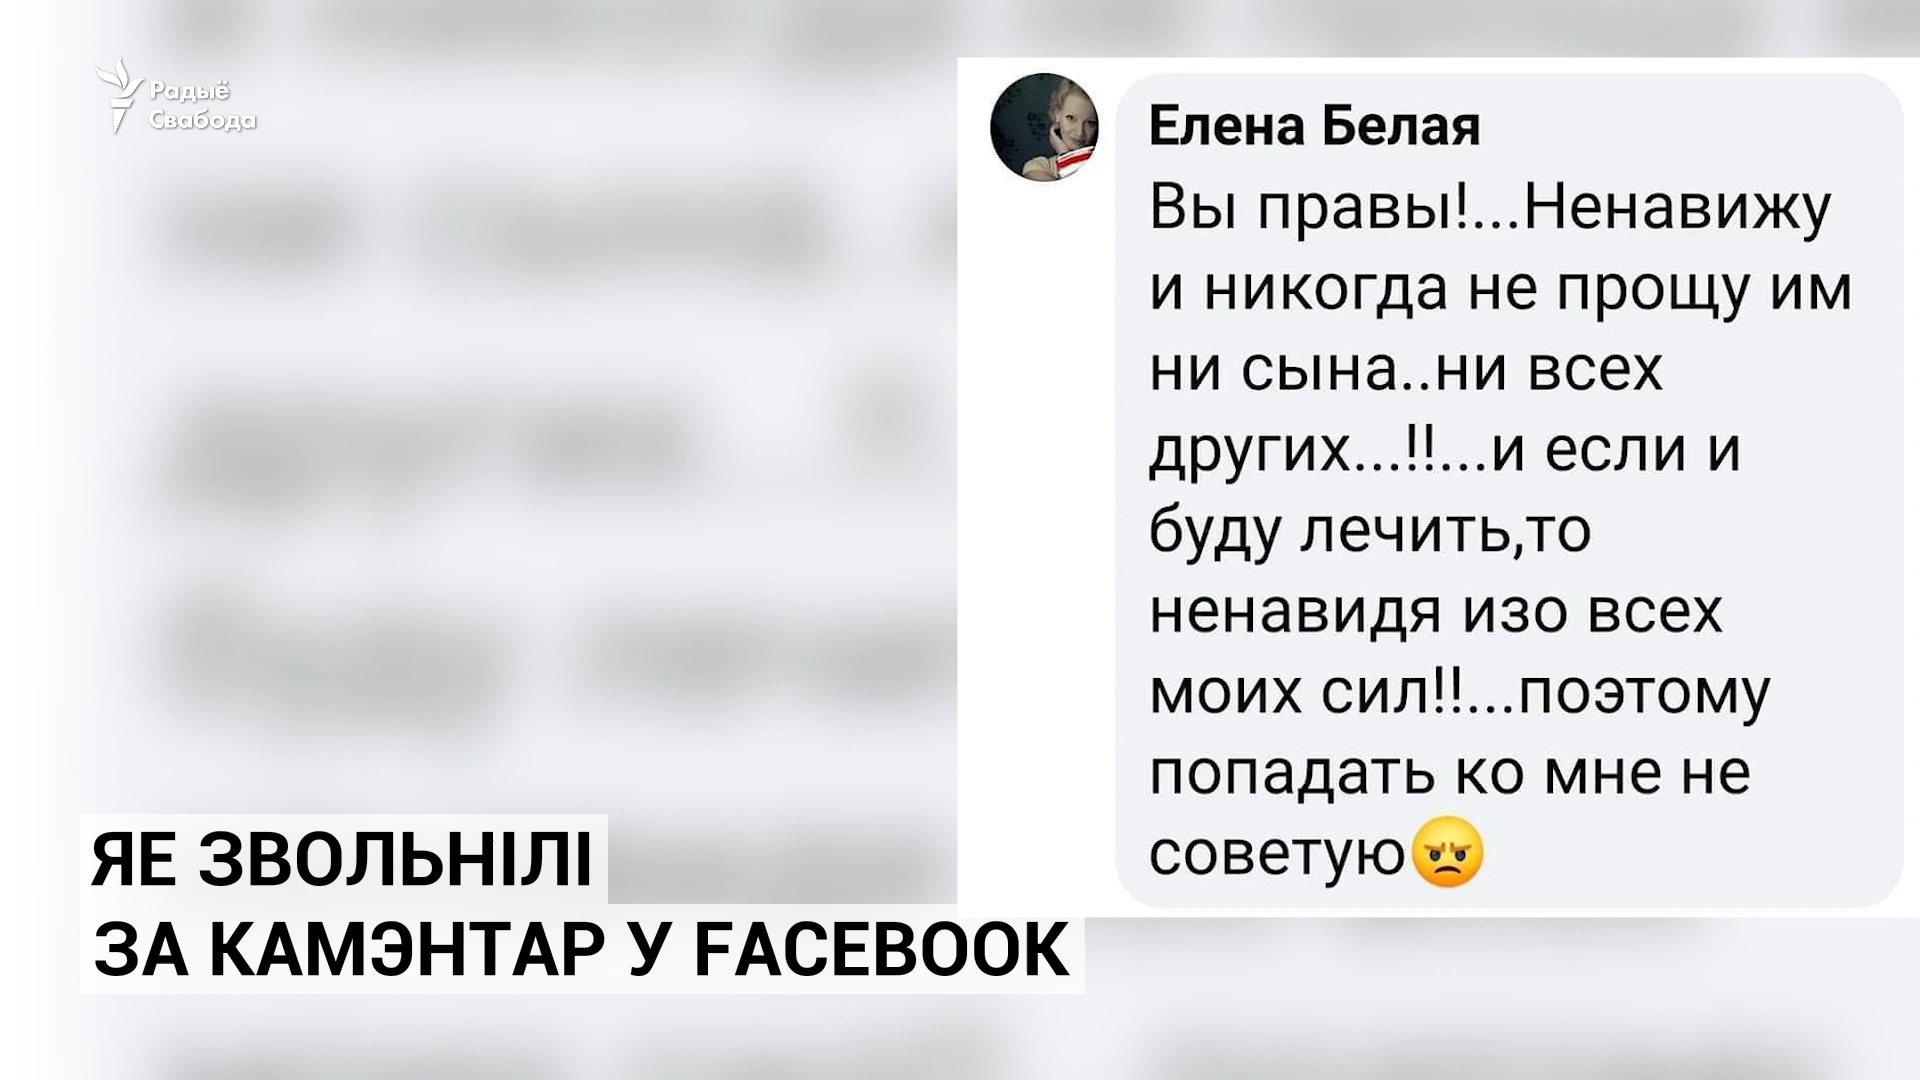 Радыё
Свабода
Елена Белая
Вы правы!...Ненавижу
и никогда не прощу им
ни сына..ни всех
других...!!...и если и
буду лечить,то
ненавидя изо всех
моих сил!!...поэтому
попадать ко мне не
советую😠
ЯЕ ЗВОЛЬНІЛІ
ЗА КАМЭНТАР У FACEBOOK